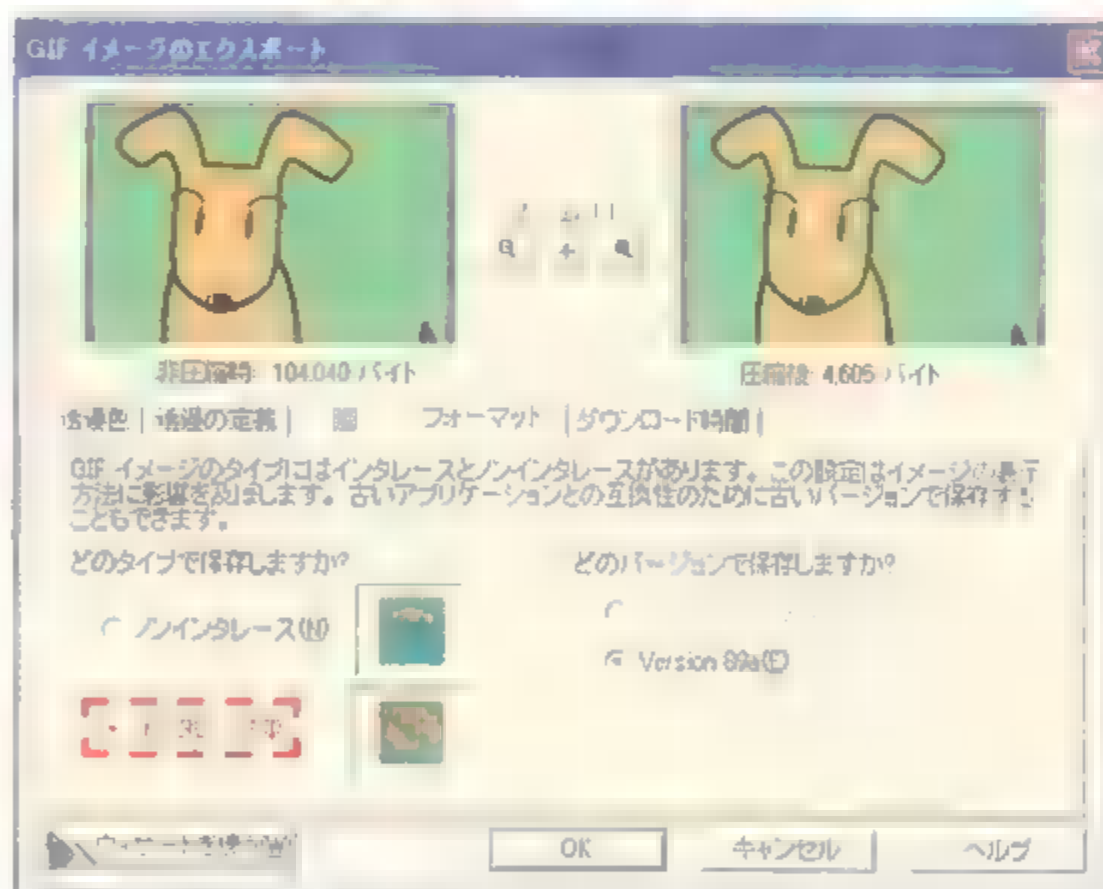 GIF イメージのエクスポート
非圧縮時: 104,040 バイト
圧縮後 4,605 バイト
透過色 透過の定義 フォーマット ダウンロード時間
GIF イメージのタイプにはインタレースとノンインタレースがあります。この設定はイメージの表示
方法に影響を及ぼします。古いアプリケーションとの互換性のために古いバージョンで保存する
こともできます。
どのタイプで保存しますか?
どのバージョンで保存しますか?
ノンインタレース(N)
Version 89a(E)
OK キャンセル ヘルプ